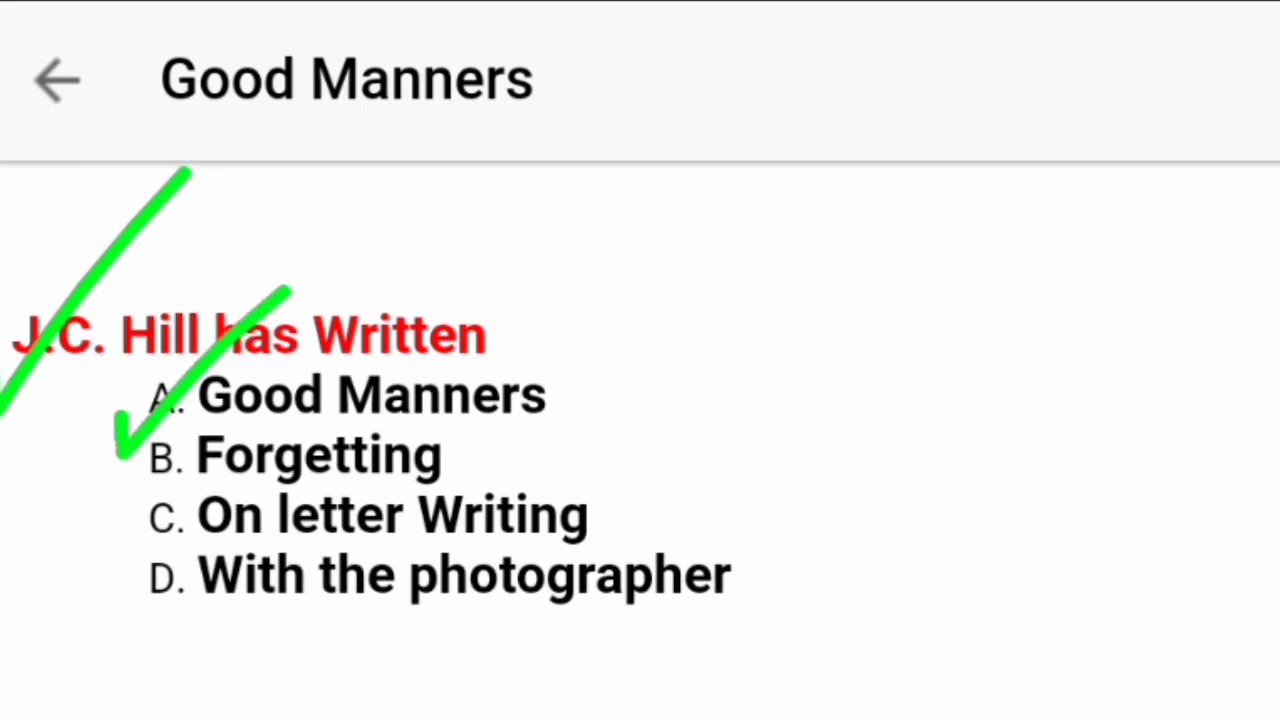 Good Manners
J.C. Hill has Written
A. Good Manners
B. Forgetting
C. On letter Writing
D. With the photographer